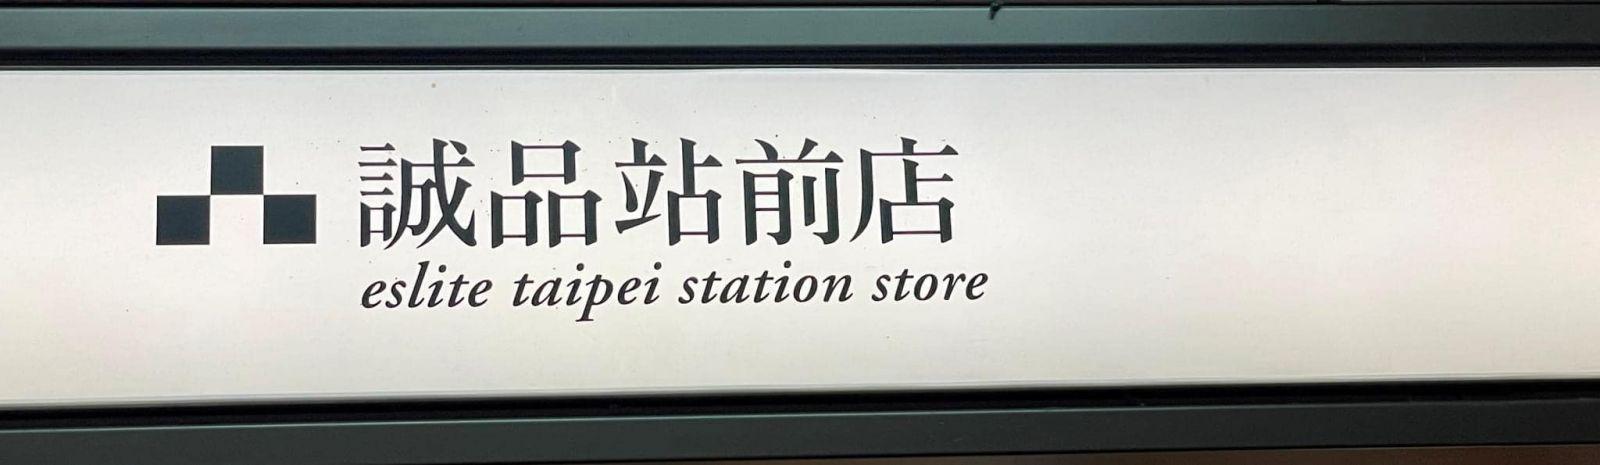 誠品站前店
eslite taipei station store